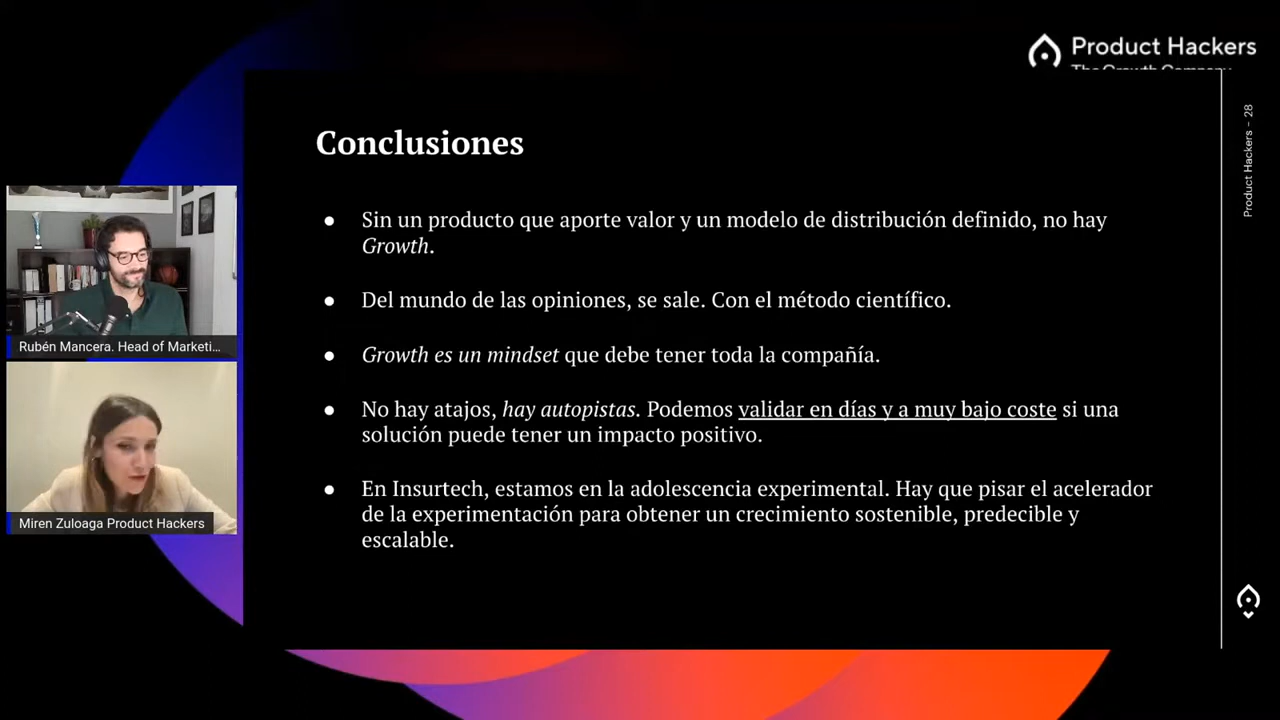 Product Hackers
The Growth Company
Product Hackers - 28
Conclusiones
● Sin un producto que aporte valor y un modelo de distribución definido, no hay
Growth.
● Del mundo de las opiniones, se sale. Con el método científico.
● Growth es un mindset que debe tener toda la compañía.
● No hay atajos, hay autopistas. Podemos validar en días y a muy bajo coste si una
solución puede tener un impacto positivo.
● En Insurtech, estamos en la adolescencia experimental. Hay que pisar el acelerador
de la experimentación para obtener un crecimiento sostenible, predecible y
escalable.
Rubén Mancera. Head of Marketi...
Miren Zuloaga Product Hackers